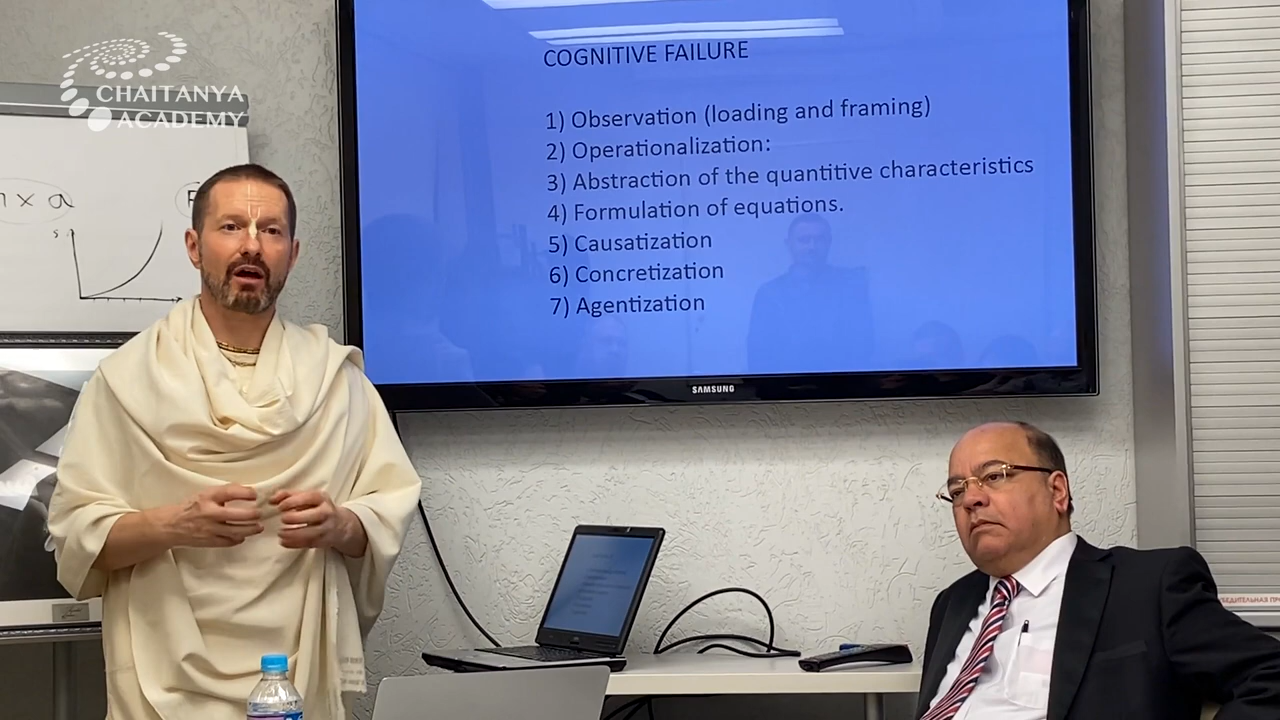 CHAITANYA
ACADEMY
COGNITIVE FAILURE
1) Observation (loading and framing)
2) Operationalization:
3) Abstraction of the quantitive characteristics
4) Formulation of equations.
5) Causatization
6) Concretization
7) Agentization
x a
SAMSUNG